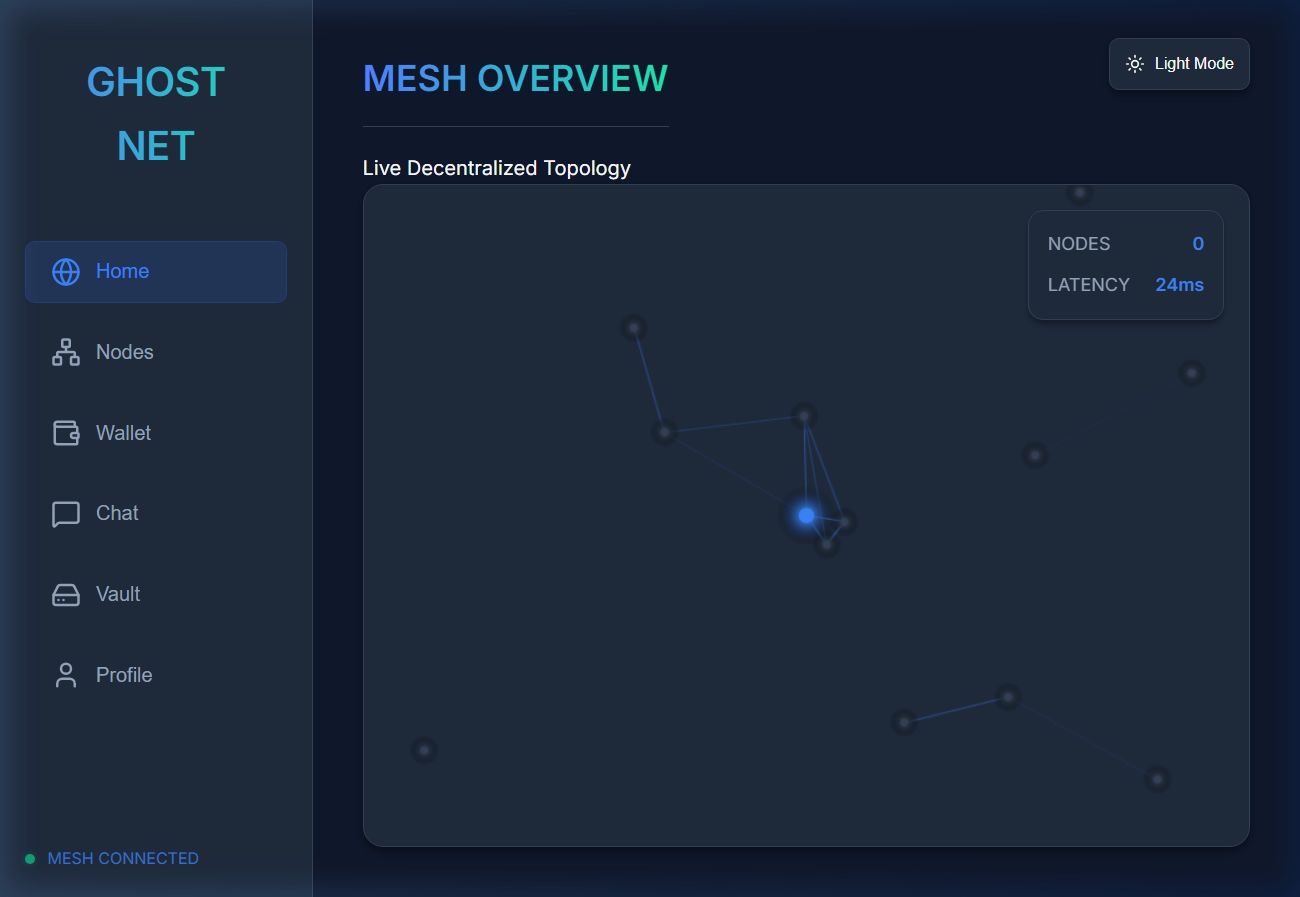 GHOST
NET
Home
Nodes
Wallet
Chat
Vault
Profile
MESH CONNECTED
MESH OVERVIEW
Light Mode
Live Decentralized Topology
NODES 0
LATENCY 24ms